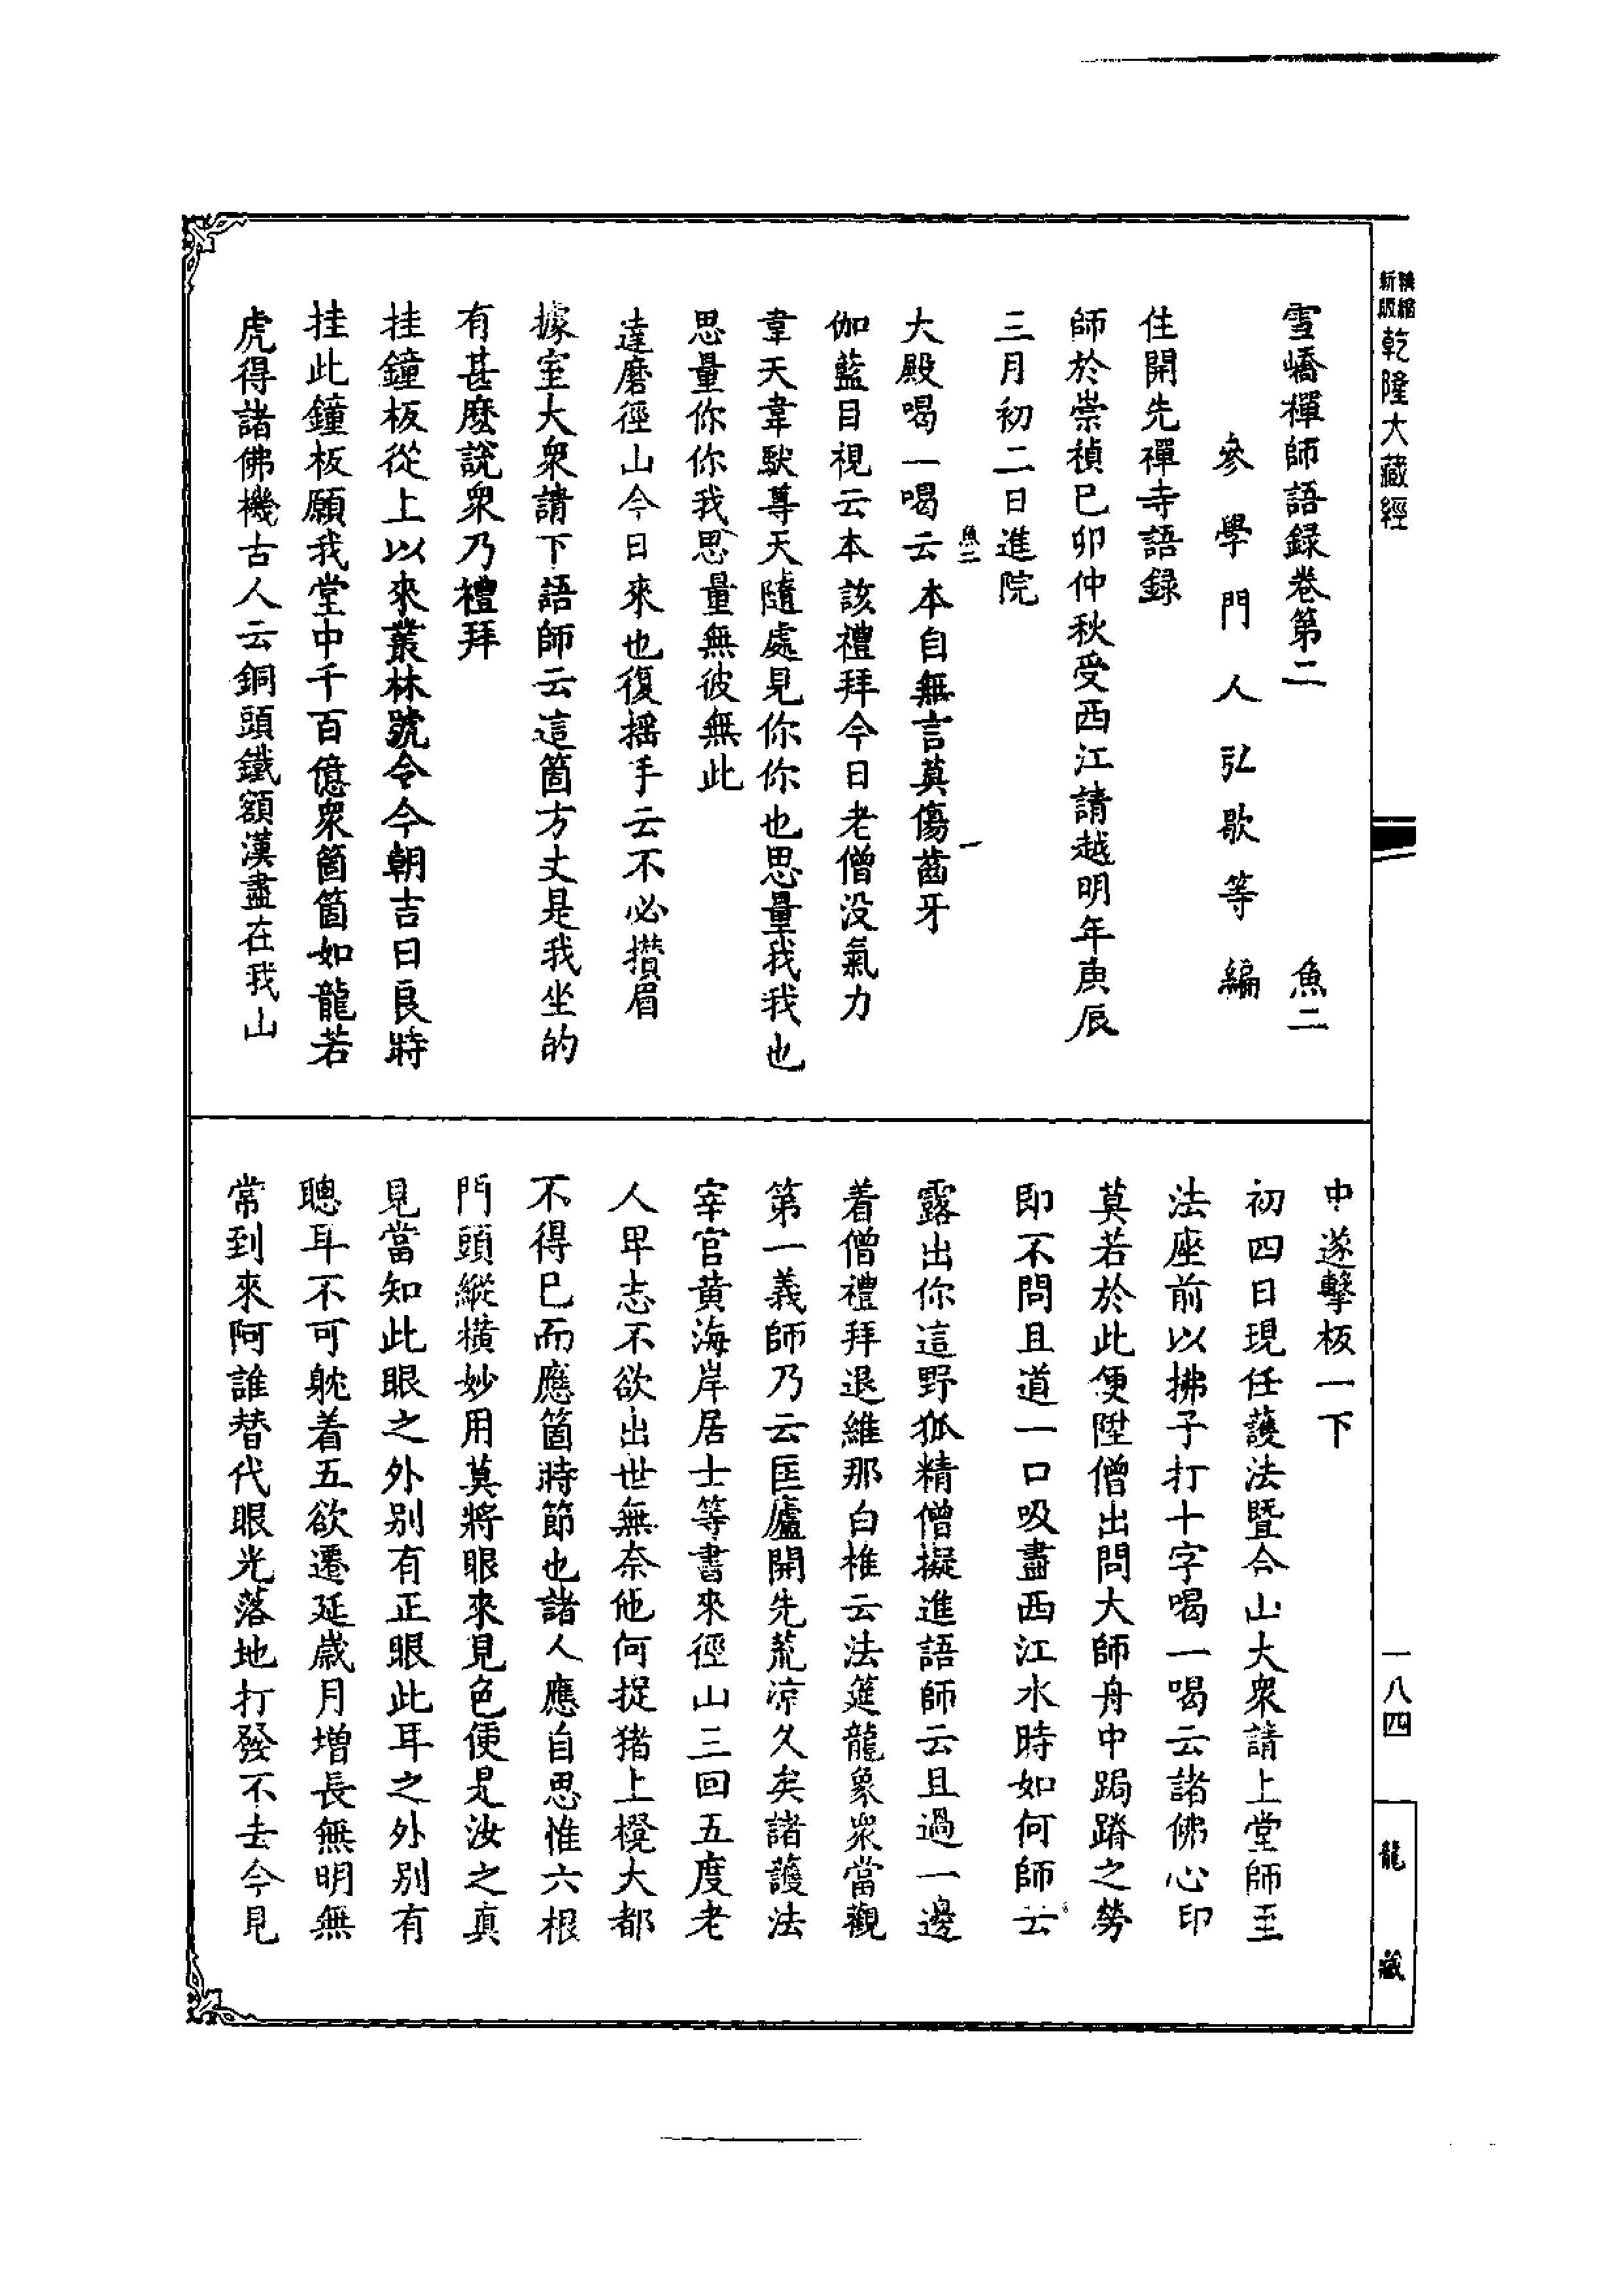 新版精縮
乾隆大藏經
雪嶠禪師語録卷第二　魚二
參學門人弘歇等編
住開先禪寺語録
師於崇禎巳卯仲秋受西江請越明年庚辰
三月初二日進院
魚二　一
大殿喝一喝云本自無言莫傷齒牙
伽藍目視云本該禮拜今日老僧没氣力
韋天韋馱尊天隨處見你你也思量我我也
思量你你我思量無彼無此
達磨徑山今日來也復摇手云不必攅眉
據室大衆請下語師云這箇方丈是我坐的
有甚麽說衆乃禮拜
挂鐘板從上以來叢林號令今朝吉日良時
挂此鐘板願我堂中千百億衆箇箇如龍若
虎得諸佛機古人云銅頭鐵額漢盡在我山
中遂擊板一下
初四日現任護法暨合山大衆請上堂師至
法座前以拂子打十字喝一喝云諸佛心印
莫若於此便陞僧出問大師舟中跼蹐之勞
即不問且道一口吸盡西江水時如何師云
露出你這野狐精僧擬進語師云且過一邊
着僧禮拜退維那白椎云法筵龍象衆當觀
第一義師乃云匡廬開先荒凉久矣諸護法
宰官黄海岸居士等書來徑山三回五度老
人早志不欲出世無奈他何捉猪上櫈大都
不得巳而應箇時節也諸人應自思惟六根
門頭縱橫妙用莫將眼來見色便是汝之真
見當知此眼之外别有正眼此耳之外别有
聰耳不可躭着五欲遷延歲月增長無明無
常到來阿誰替代眼光落地打發不去今見
一八四
龍藏